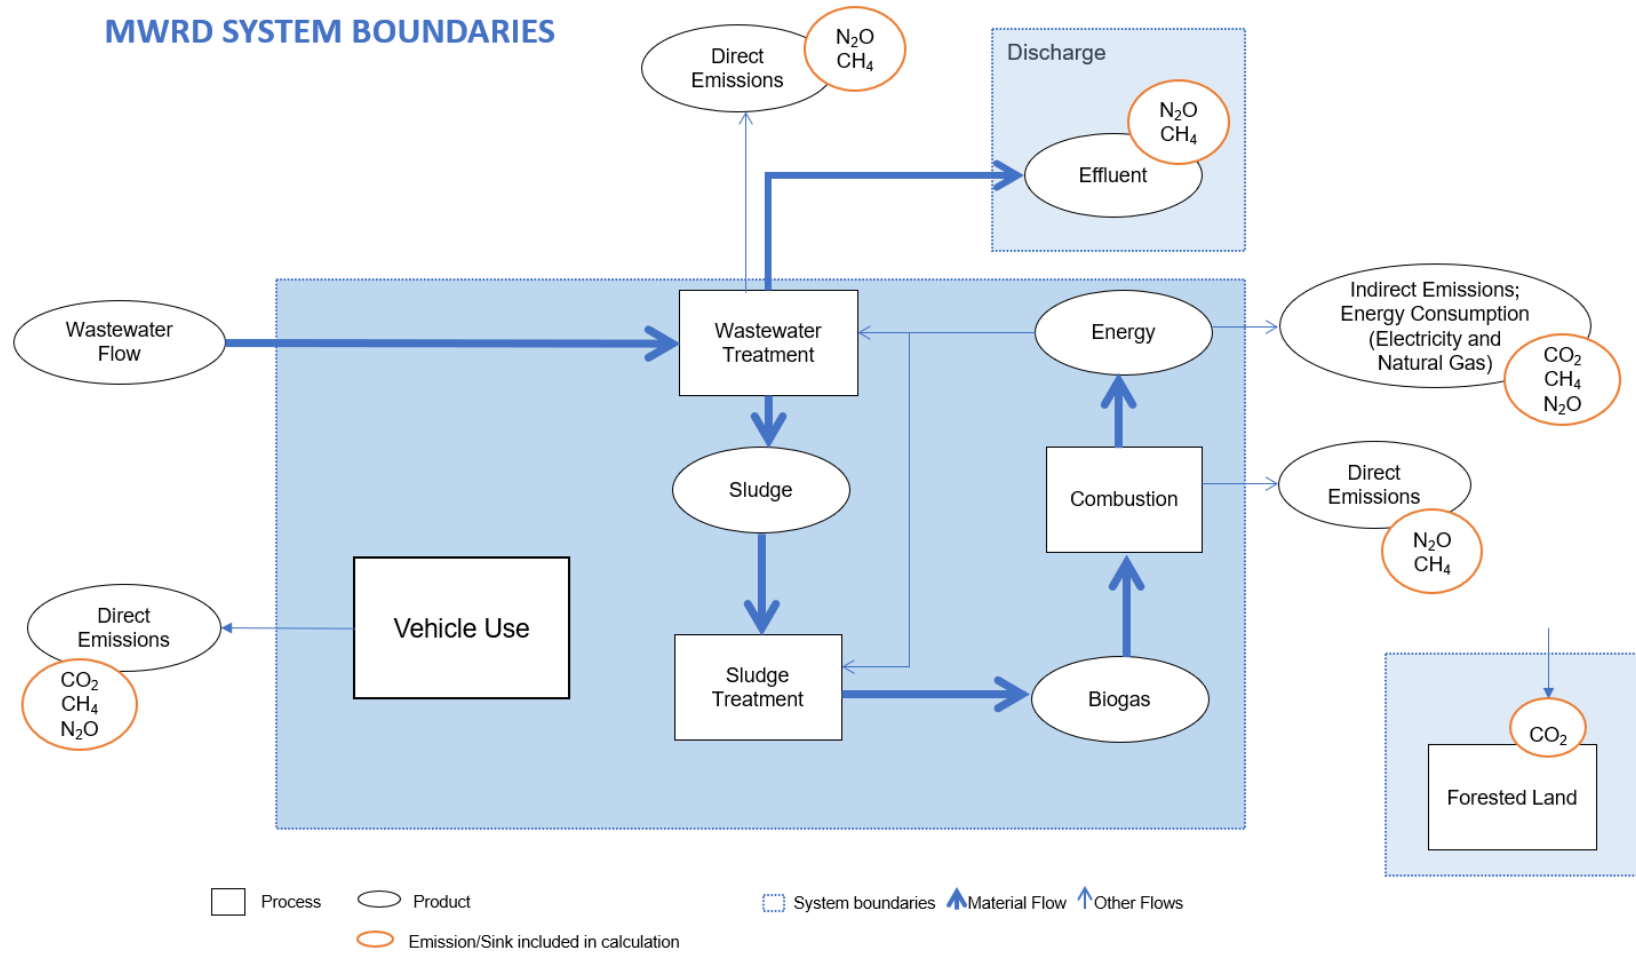 MWRD SYSTEM BOUNDARIES
Direct
Emissions
N₂O
CH₄
Discharge
N₂O
CH₄
Effluent
Wastewater
Flow
Wastewater
Treatment
Energy
Indirect Emissions;
Energy Consumption
(Electricity and
Natural Gas)
CO₂
CH₄
N₂O
Sludge
Combustion
Direct
Emissions
N₂O
CH₄
Direct
Emissions
CO₂
CH₄
N₂O
Vehicle Use
Sludge
Treatment
Biogas
CO₂
Forested Land
Process
Product
System boundaries
Material Flow
Other Flows
Emission/Sink included in calculation